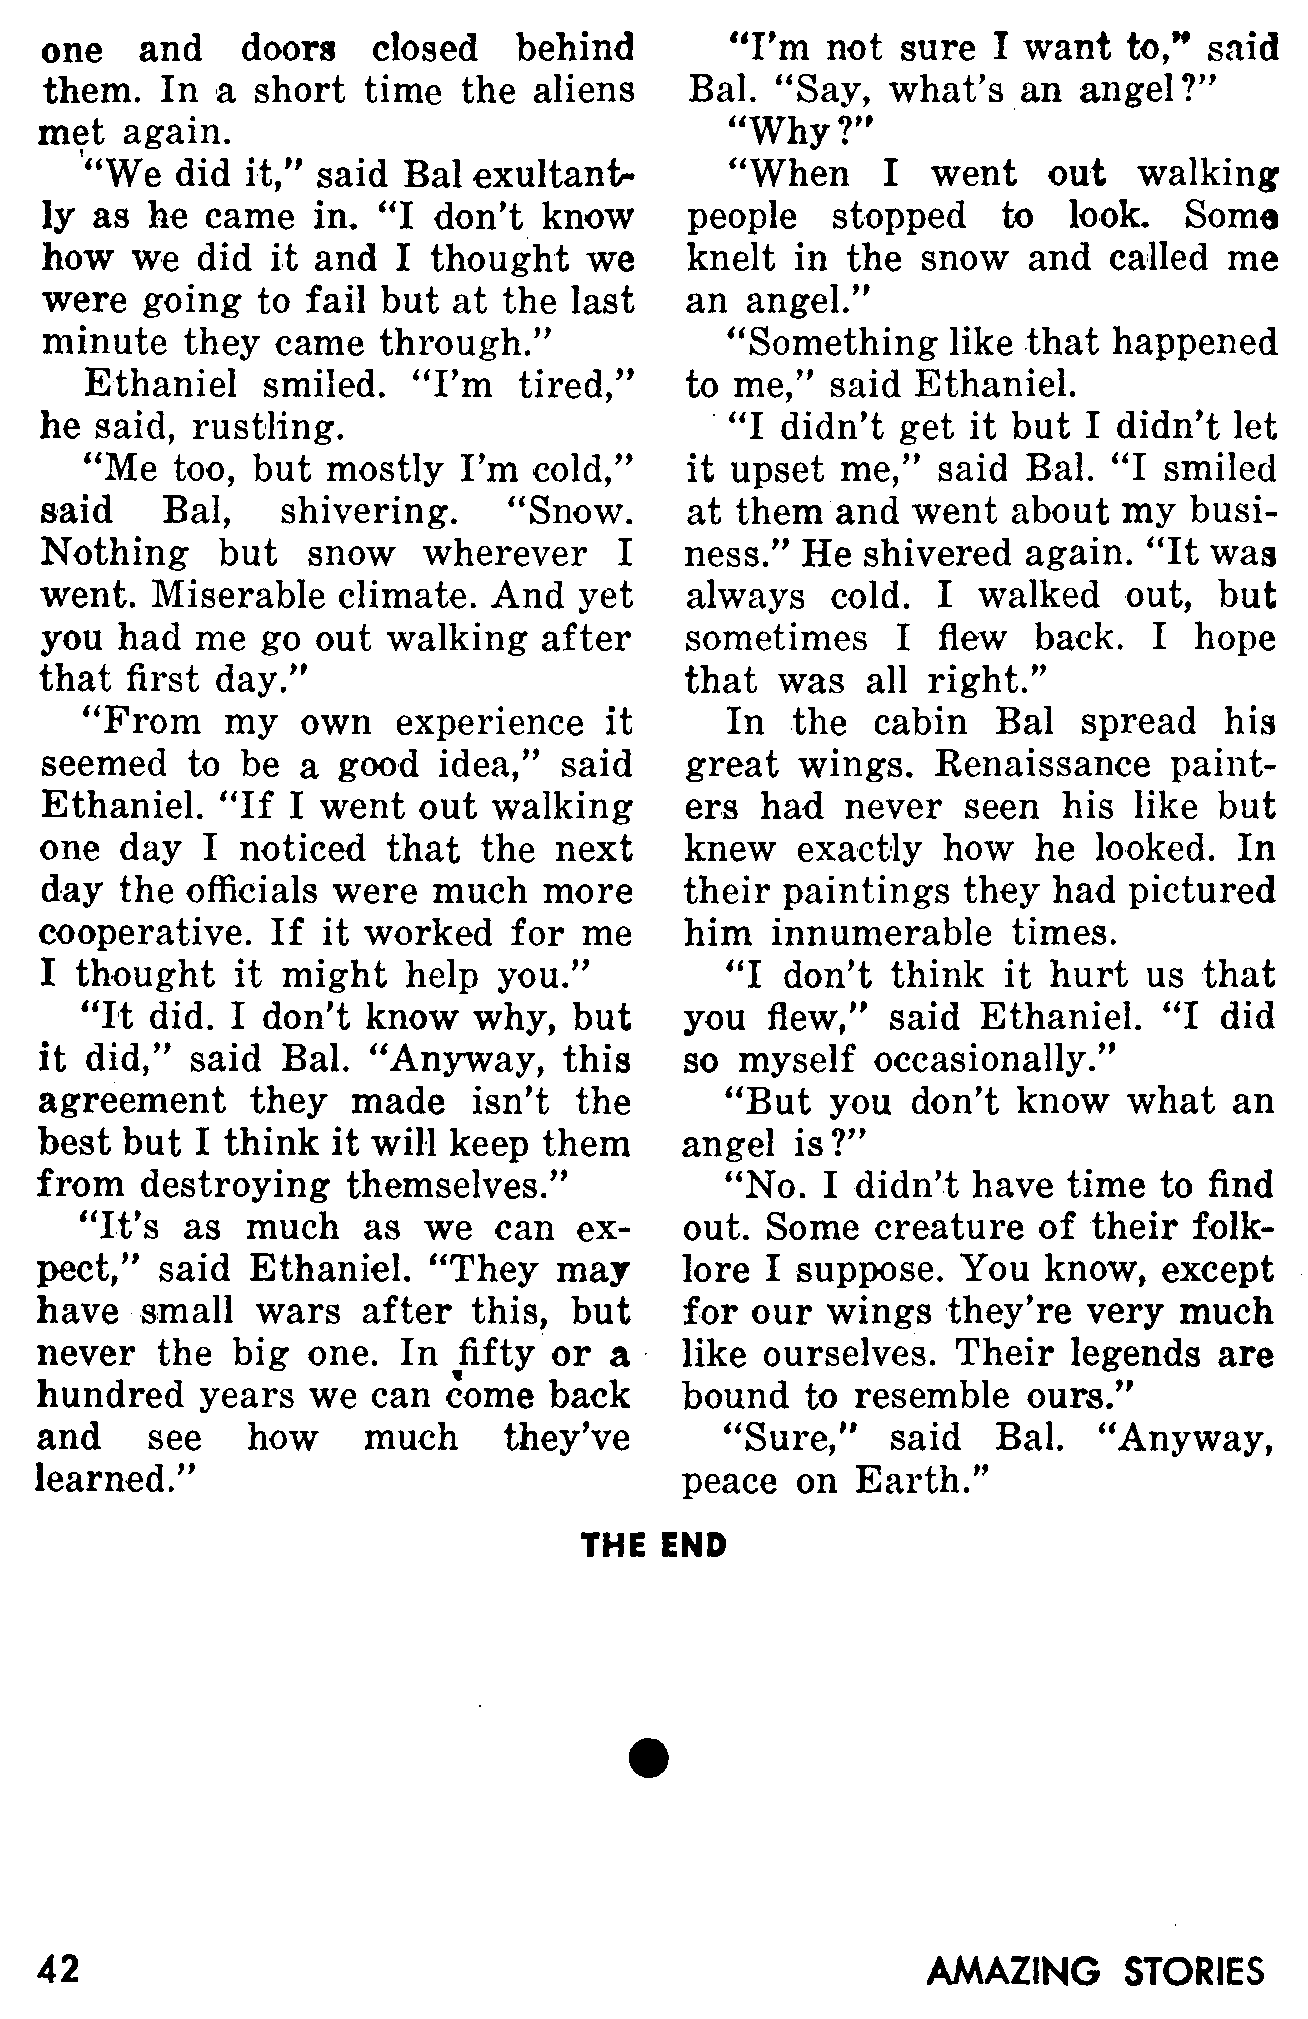 one and doors closed behind
them. In a short time the aliens
met again.
“We did it,” said Bal exultant-
ly as he came in. “I don’t know
how we did it and I thought we
were going to fail but at the last
minute they came through.”
Ethaniel smiled. “I’m tired,”
he said, rustling.
“Me too, but mostly I’m cold,”
said Bal, shivering. “Snow.
Nothing but snow wherever I
went. Miserable climate. And yet
you had me go out walking after
that first day.”
“From my own experience it
seemed to be a good idea,” said
Ethaniel. “If I went out walking
one day I noticed that the next
day the officials were much more
cooperative. If it worked for me
I thought it might help you.”
“It did. I don’t know why, but
it did,” said Bal. “Anyway, this
agreement they made isn’t the
best but I think it will keep them
from destroying themselves.”
“It’s as much as we can ex-
pect,” said Ethaniel. “They may
have small wars after this, but
never the big one. In fifty or a
hundred years we can come back
and see how much they’ve
learned.”
“I’m not sure I want to,” said
Bal. “Say, what’s an angel?”
“Why?”
“When I went out walking
people stopped to look. Some
knelt in the snow and called me
an angel.”
“Something like that happened
to me,” said Ethaniel.
“I didn’t get it but I didn’t let
it upset me,” said Bal. “I smiled
at them and went about my busi-
ness.” He shivered again. “It was
always cold. I walked out, but
sometimes I flew back. I hope
that was all right.”
In the cabin Bal spread his
great wings. Renaissance paint-
ers had never seen his like but
knew exactly how he looked. In
their paintings they had pictured
him innumerable times.
“I don’t think it hurt us that
you flew,” said Ethaniel. “I did
so myself occasionally.”
“But you don’t know what an
angel is?”
“No. I didn’t have time to find
out. Some creature of their folk-
lore I suppose. You know, except
for our wings they’re very much
like ourselves. Their legends are
bound to resemble ours.”
“Sure,” said Bal. “Anyway,
peace on Earth.”
THE END
42
AMAZING STORIES